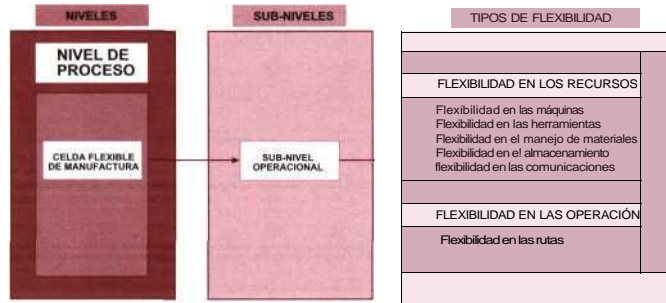 NIVELES
SUB-NIVELES
TIPOS DE FLEXIBILIDAD
NIVEL DE
PROCESO
CELDA FLEXIBLE
DE MANUFACTURA
SUB-NIVEL
OPERACIONAL
FLEXIBILIDAD EN LOS RECURSOS
Flexibilidad en las máquinas
Flexibilidad en las herramientas
Flexibilidad en el manejo de materiales
Flexibilidad en e! almacenamiento
flexibilidad en las comunicaciones
FLEXIBILIDAD EN LAS OPERACIÓN
Flexibilidad en las rutas